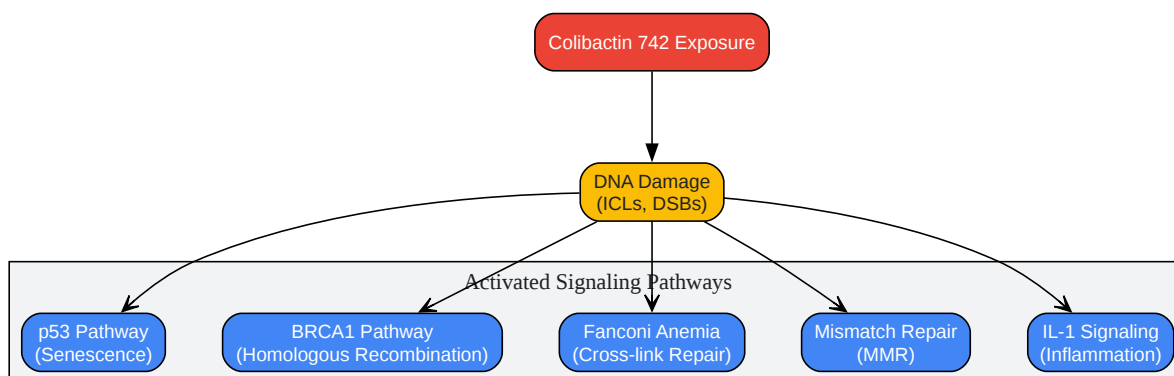 Colibactin 742 Exposure
DNA Damage
(ICLs, DSBs)
Activated Signaling Pathways
p53 Pathway
(Senescence)
BRCA1 Pathway
(Homologous Recombination)
Fanconi Anemia
(Cross-link Repair)
Mismatch Repair
(MMR)
IL-1 Signaling
(Inflammation)